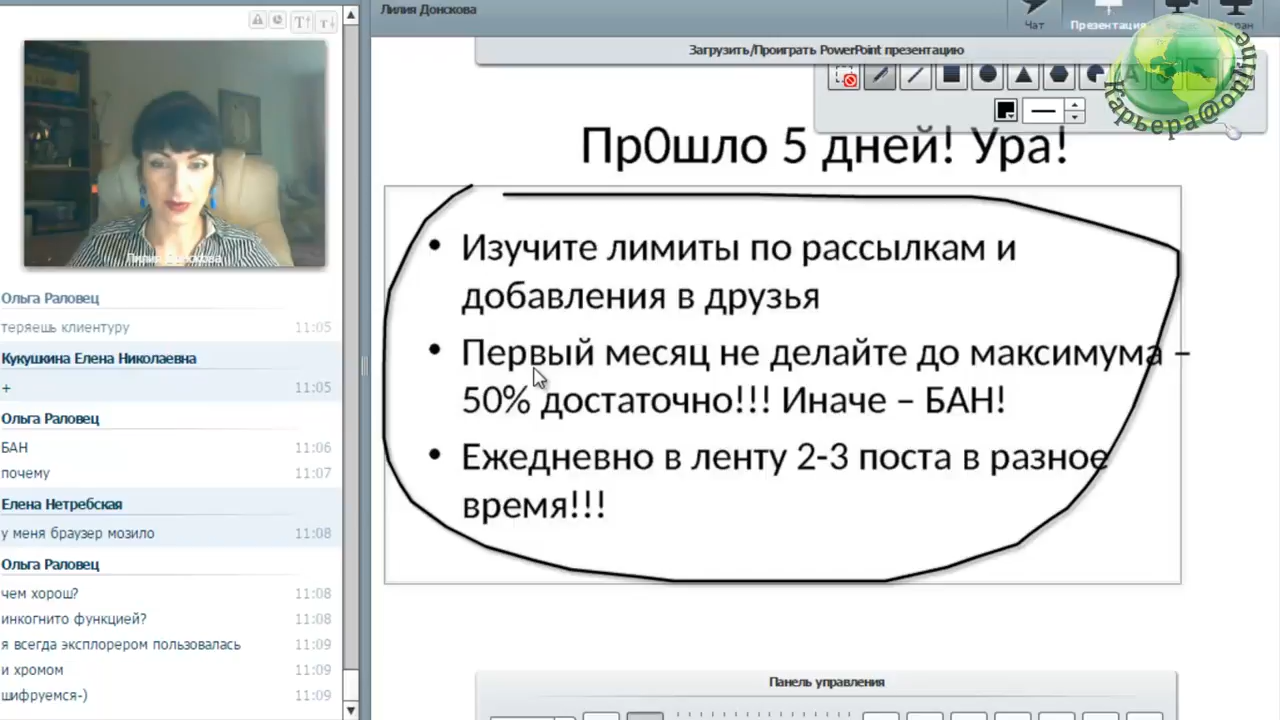 Лилия Донскова
Чат
Презентация
Загрузить/Проиграть PowerPoint презентацию
Карьера@online
Лилия Донскова
Ольга Раловец
теряешь клиентуру 11:05
Кукушкина Елена Николаевна
+ 11:05
Ольга Раловец
БАН 11:06
почему 11:07
Елена Нетребская
у меня браузер мозило 11:08
Ольга Раловец
чем хорош? 11:08
инкогнито функцией? 11:08
я всегда эксплорером пользовалась 11:09
и хромом 11:09
шифруемся-) 11:09
Пр0шло 5 дней! Ура!
• Изучите лимиты по рассылкам и
добавления в друзья
• Первый месяц не делайте до максимума –
50% достаточно!!! Иначе – БАН!
• Ежедневно в ленту 2-3 поста в разное
время!!!
Панель управления